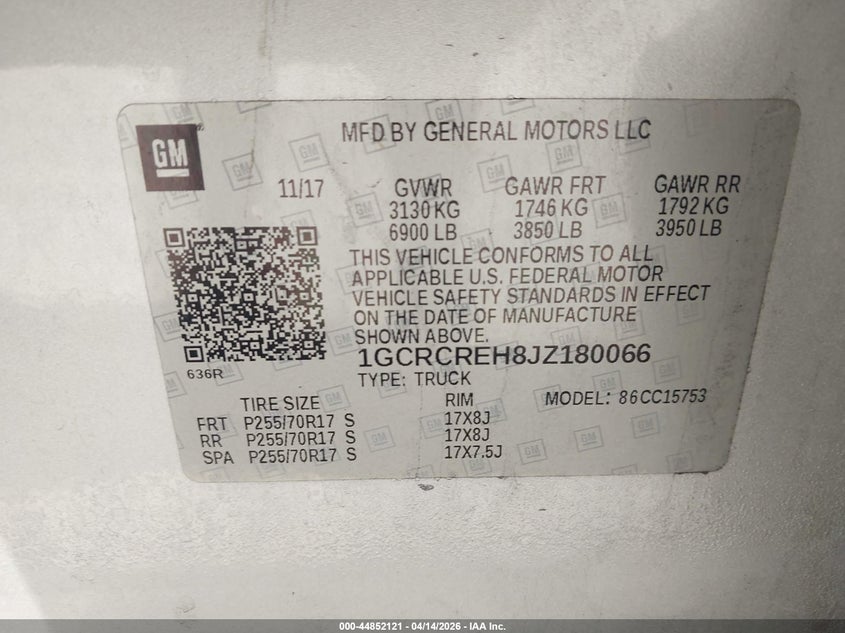 GM
MFD BY GENERAL MOTORS LLC
11/17
GVWR GAWR FRT GAWR RR
3130 KG 1746 KG 1792 KG
6900 LB 3850 LB 3950 LB
THIS VEHICLE CONFORMS TO ALL
APPLICABLE U.S. FEDERAL MOTOR
VEHICLE SAFETY STANDARDS IN EFFECT
ON THE DATE OF MANUFACTURE
SHOWN ABOVE.
1GCRCREH8JZ180066
636R
TYPE: TRUCK
MODEL: 86CC15753
TIRE SIZE RIM
FRT P255/70R17 S 17X8J
RR P255/70R17 S 17X8J
SPA P255/70R17 S 17X7.5J
000-44852121 - 04/14/2026 - IAA Inc.